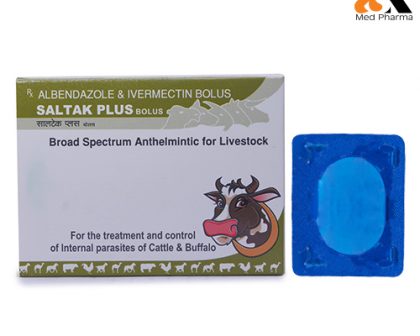 Med Pharma
Rx ALBENDAZOLE & IVERMECTIN BOLUS
SALTAK PLUS BOLUS
सालटेक प्लस बोलस
Broad Spectrum Anthelmintic for Livestock
For the treatment and control
of Internal parasites of Cattle & Buffalo